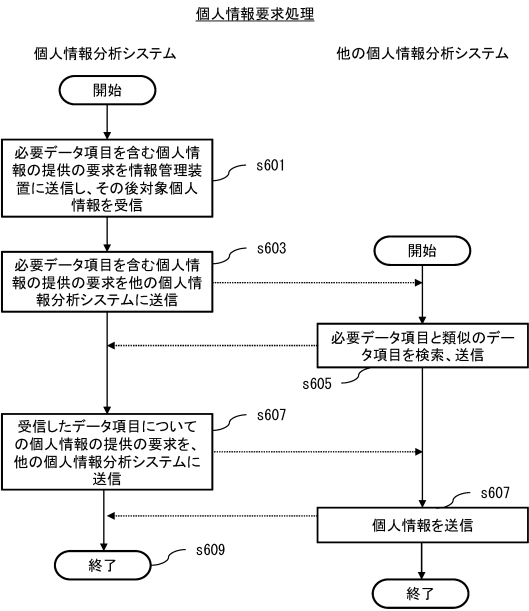 個人情報要求処理
個人情報分析システム
他の個人情報分析システム
開始
必要データ項目を含む個人情
報の提供の要求を情報管理装
置に送信し、その後対象個人
情報を受信
s601
必要データ項目を含む個人情
報の提供の要求を他の個人情
報分析システムに送信
s603
開始
必要データ項目と類似のデー
タ項目を検索、送信
s605
受信したデータ項目について
の個人情報の提供の要求を、
他の個人情報分析システムに
送信
s607
個人情報を送信
s607
終了
s609
終了